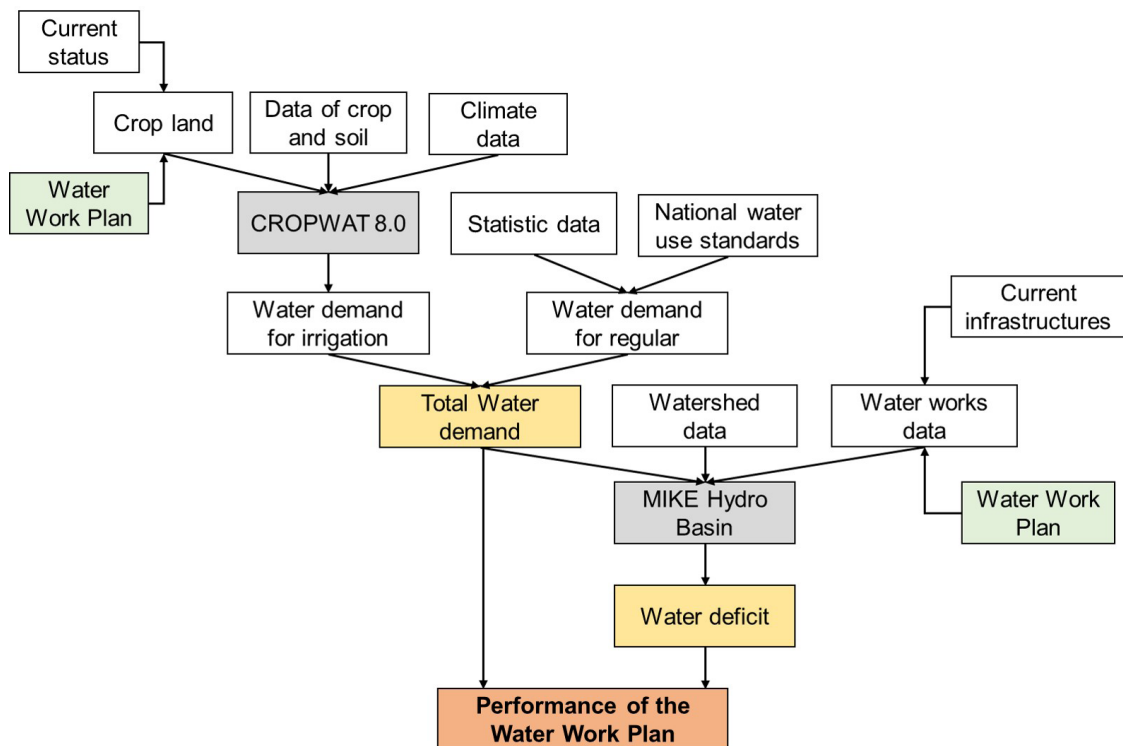 Current
status
Crop land
Data of crop
and soil
Climate
data
Water
Work Plan
CROPWAT 8.0
Statistic data
National water
use standards
Water demand
for irrigation
Water demand
for regular
Current
infrastructures
Total Water
demand
Watershed
data
Water works
data
MIKE Hydro
Basin
Water Work
Plan
Water deficit
Performance of the
Water Work Plan